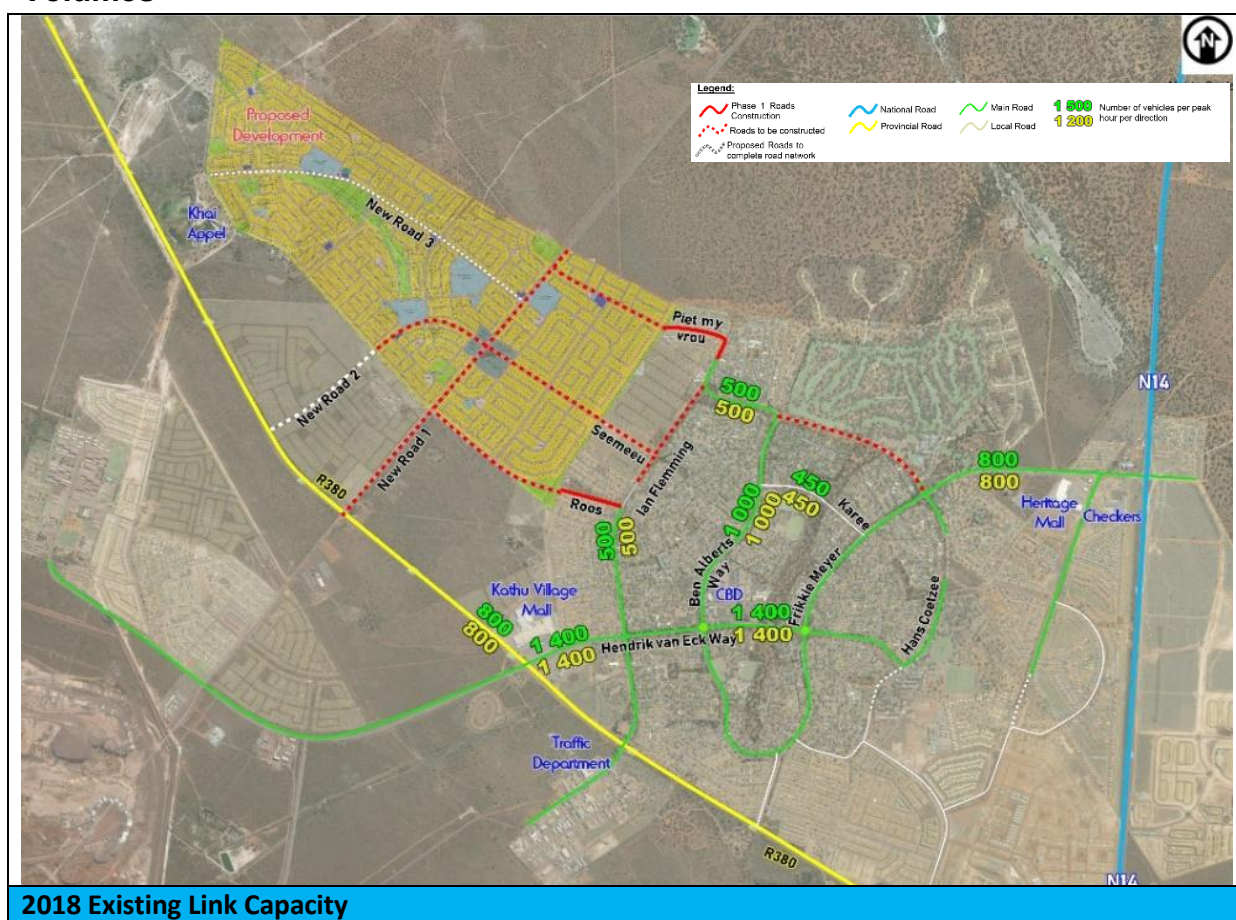 N
Legend:
Phase 1 Roads
Construction
Roads to be constructed
Proposed Roads to
complete road network
National Road
Provincial Road
Main Road
Local Road
1 500
1 200
Number of vehicles per peak
hour per direction
Proposed
Development
Khai
Appel
New Road 3
Piet my
vrou
N14
500
500
New Road 2
New Road 1
Seemeeu
Ian Flemming
R380
Roos
450
450
Karee
800
800
Heritage
Mall
Checkers
1 000
1 000
500
500
Ben Alberts
Way
Frikkie Meyer
Kathu Village
Mall
CBD
800
800
1 400
1 400
1 400
1 400
Hendrik van Eck Way
Hans Coetzee
Traffic
Department
R380
N14
2018 Existing Link Capacity